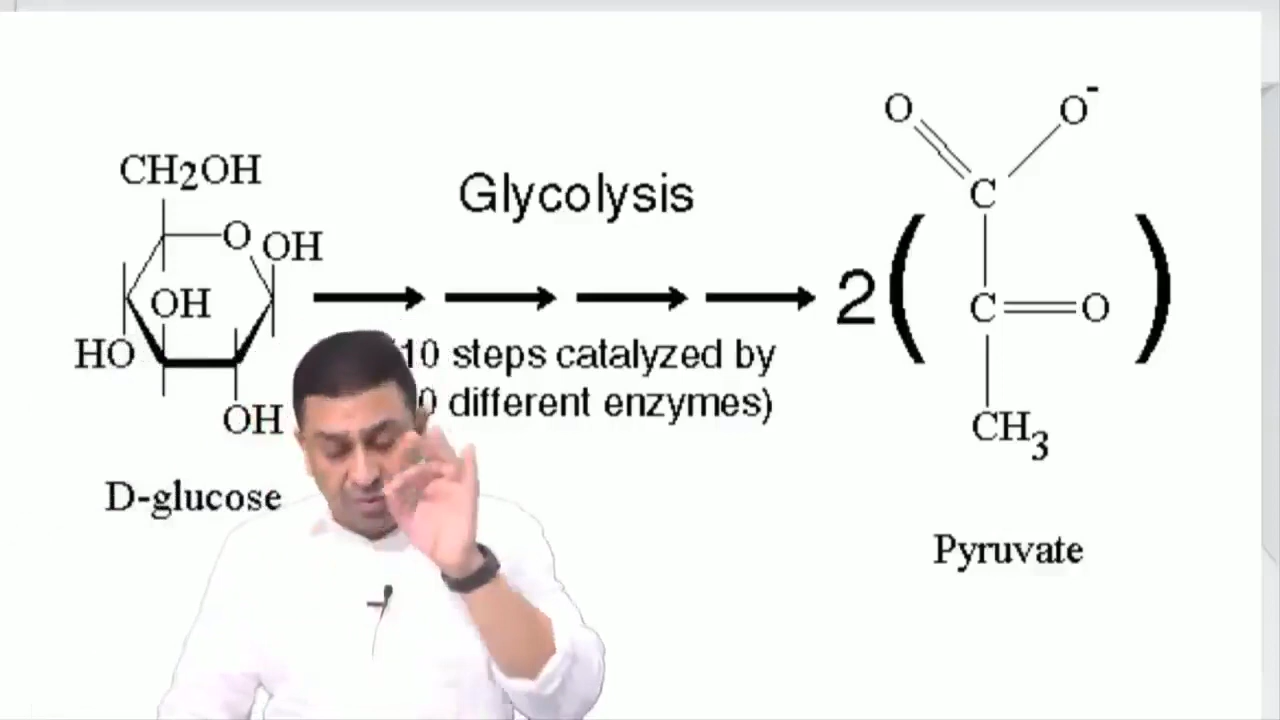 CH2OH
O
OH
OH
HO
OH
D-glucose
Glycolysis
10 steps catalyzed by
different enzymes)
2
(
)
O
O-
C
C
O
CH3
Pyruvate